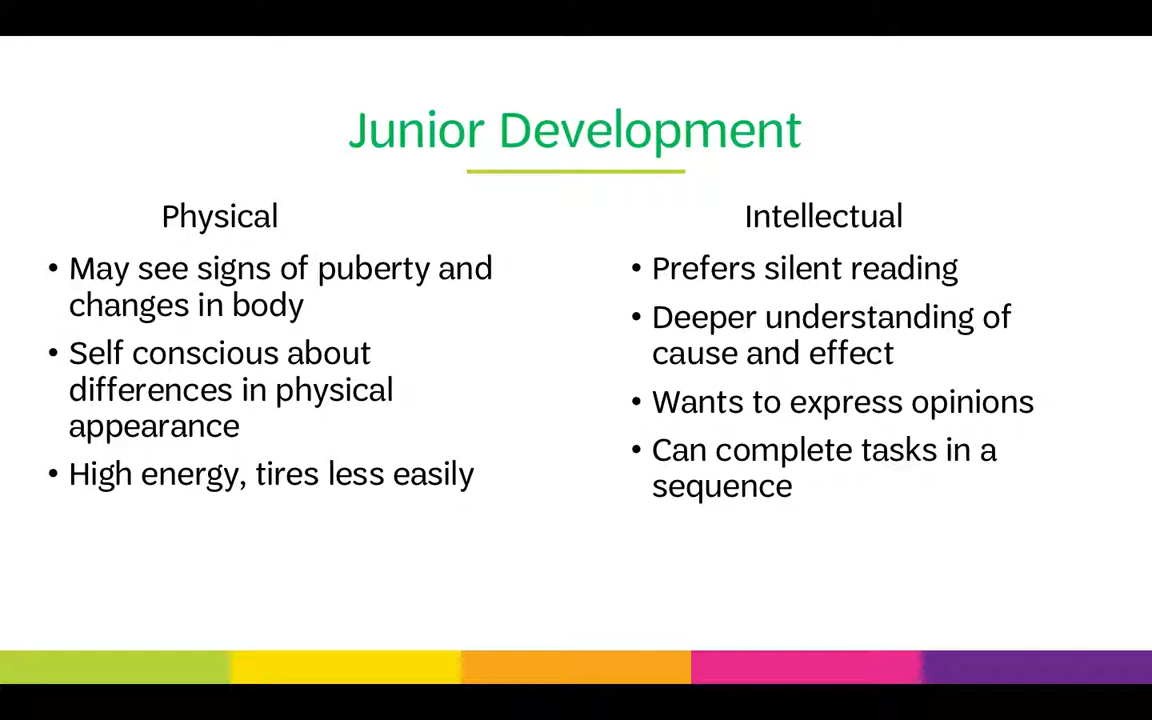 Junior Development
Physical
• May see signs of puberty and
changes in body
• Self conscious about
differences in physical
appearance
• High energy, tires less easily
Intellectual
• Prefers silent reading
• Deeper understanding of
cause and effect
• Wants to express opinions
• Can complete tasks in a
sequence